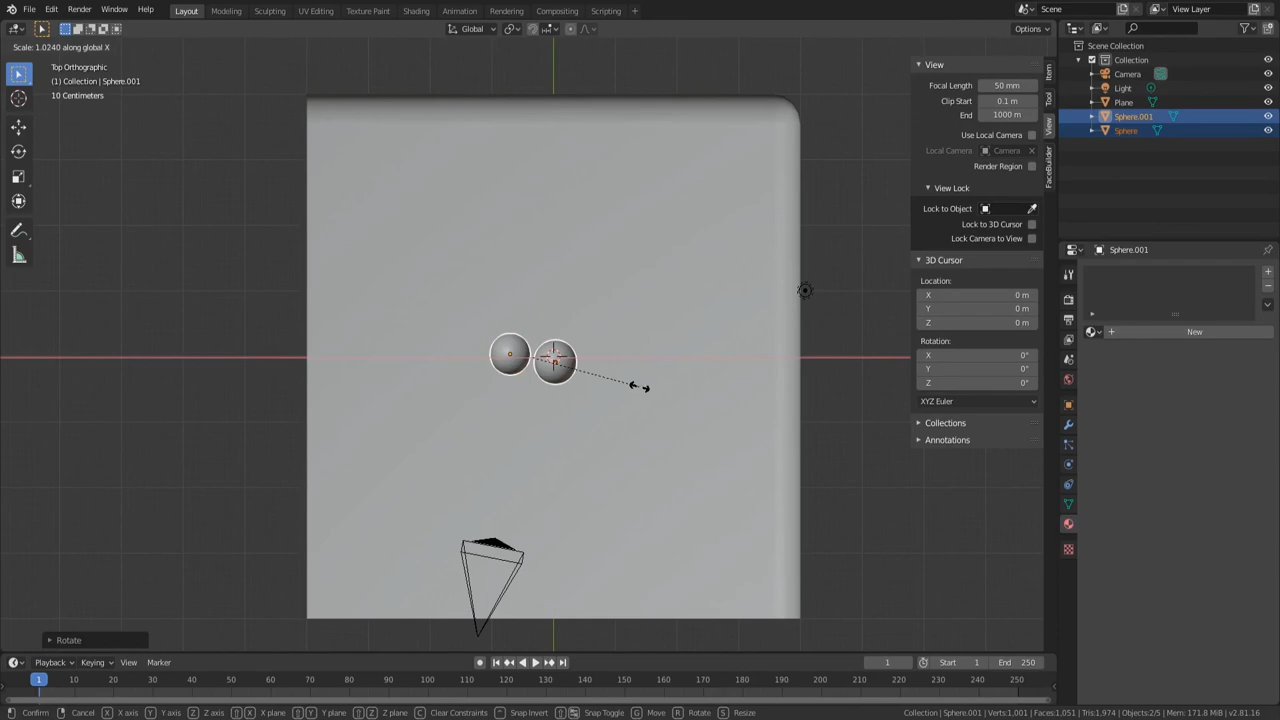 File Edit Render Window Help Layout Modeling Sculpting UV Editing Texture Paint Shading Animation Rendering Compositing Scripting + Scene View Layer
Global Options
Scale: 1.0240 along global X
Top Orthographic
(1) Collection | Sphere.001
10 Centimeters
Scene Collection
Collection
Camera
Light
Plane
Sphere.001
Sphere
View
Focal Length 50 mm
Clip Start 0.1 m
End 1000 m
Use Local Camera
Local Camera Camera
Render Region
View Lock
Lock to Object
Lock to 3D Cursor
Lock Camera to View
3D Cursor
Location:
X 0 m
Y 0 m
Z 0 m
Rotation:
X 0°
Y 0°
Z 0°
XYZ Euler
Collections
Annotations
Item
Tool
View
FaceBuilder
Sphere.001
New
Rotate
Playback Keying View Marker 1 Start 1 End 250
1 10 20 30 40 50 60 70 80 90 100 110 120 130 140 150 160 170 180 190 200 210 220 230 240 250
Confirm Cancel X X axis Y Y axis Z Z axis X X plane Y Y plane Z Z plane C Clear Constraints Snap Invert Snap Toggle G Move R Rotate S Resize Collection | Sphere.001 | Verts:1,001 | Faces:1,051 | Tris:1,974 | Objects:2/5 | Mem: 171.8 MiB | v2.81.16